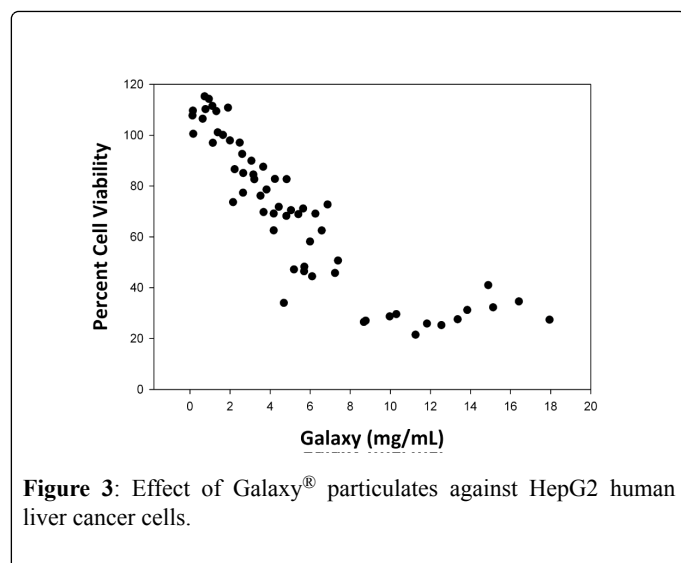 120
100
80
60
40
20
0
Percent Cell Viability
0 2 4 6 8 10 12 14 16 18 20
Galaxy (mg/mL)
Figure 3: Effect of Galaxy® particulates against HepG2 human
liver cancer cells.